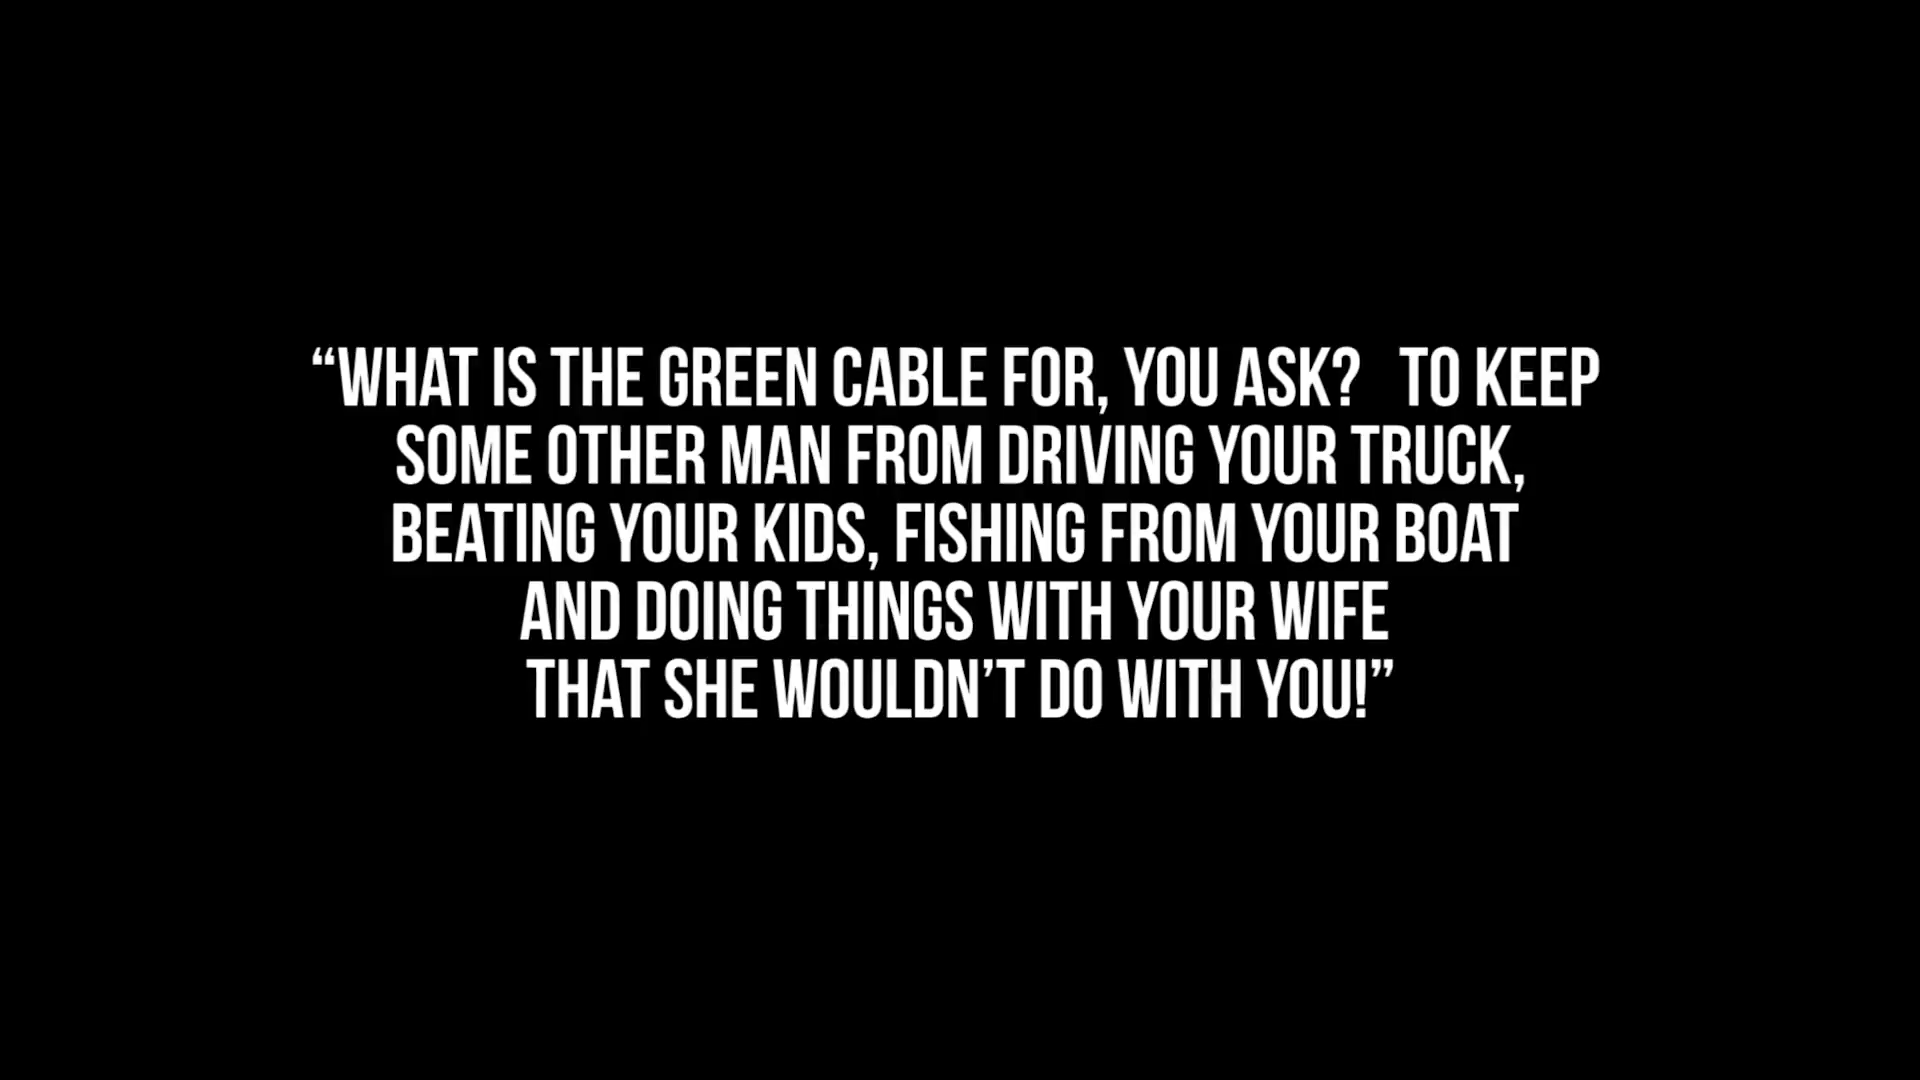 “WHAT IS THE GREEN CABLE FOR, YOU ASK?   TO KEEP
SOME OTHER MAN FROM DRIVING YOUR TRUCK,
BEATING YOUR KIDS, FISHING FROM YOUR BOAT
AND DOING THINGS WITH YOUR WIFE
THAT SHE WOULDN’T DO WITH YOU!”